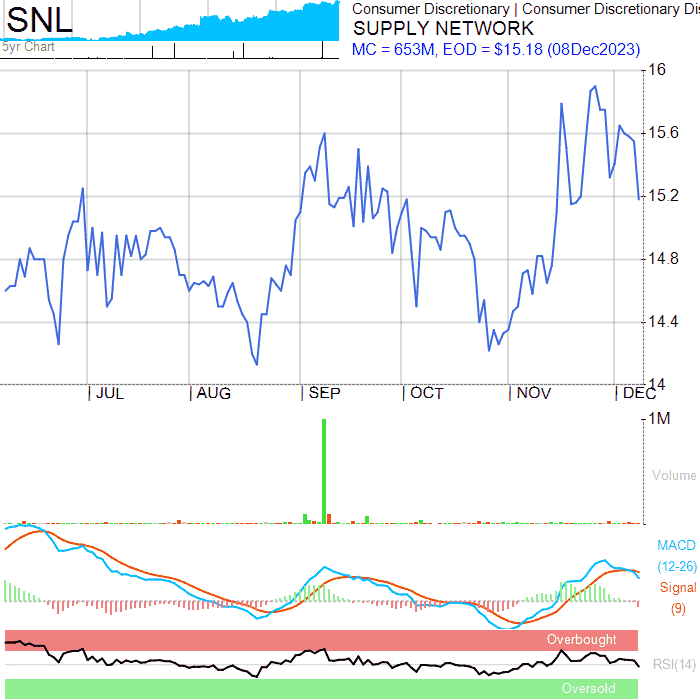 SNL
5yr Chart
Consumer Discretionary | Consumer Discretionary Dis
SUPPLY NETWORK
MC = 653M, EOD = $15.18 (08Dec2023)
16
15.6
15.2
14.8
14.4
14
JUL AUG SEP OCT NOV DEC
1M
Volume
MACD
(12-26)
Signal
(9)
Overbought
RSI(14)
Oversold